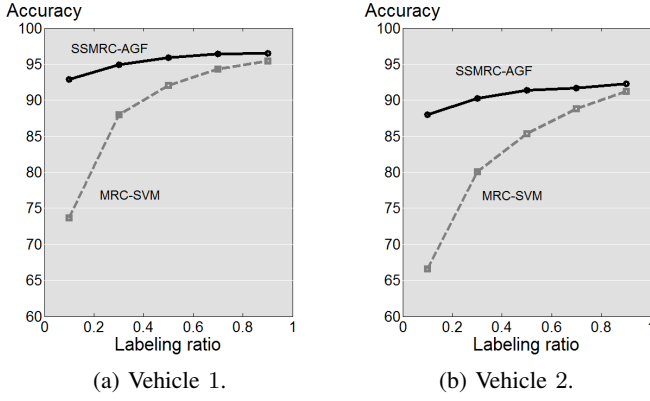 Accuracy
100
95
90
85
80
75
70
65
60
SSMRC-AGF
MRC-SVM
0 0.2 0.4 0.6 0.8 1
Labeling ratio
(a) Vehicle 1.
Accuracy
100
95
90
85
80
75
70
65
60
SSMRC-AGF
MRC-SVM
0 0.2 0.4 0.6 0.8 1
Labeling ratio
(b) Vehicle 2.